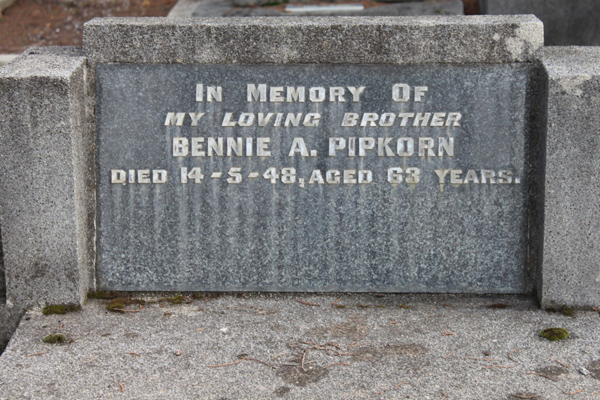 In Memory Of
MY LOVING BROTHER
BENNIE A. PIPKORN
DIED 14-5-48, AGED 63 YEARS.